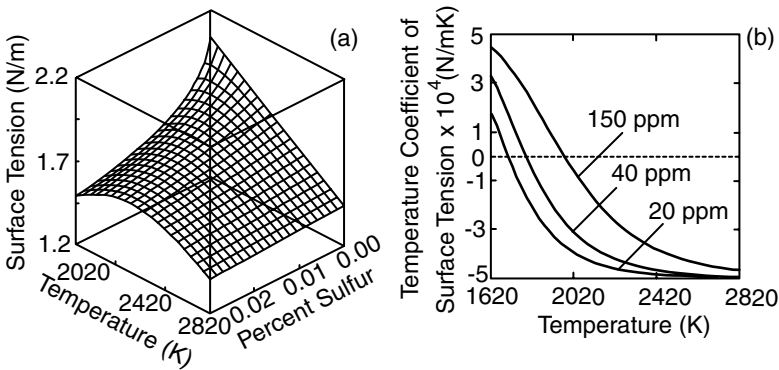 (a)
Surface Tension (N/m)
2.2
1.7
1.2
2020
2420
2820
Temperature (K)
0.02
0.01
0.00
Percent Sulfur
(b)
Temperature Coefficient of
Surface Tension x 10⁴(N/mK)
5
3
1
0
-1
-3
-5
150 ppm
40 ppm
20 ppm
1620
2020
2420
2820
Temperature (K)